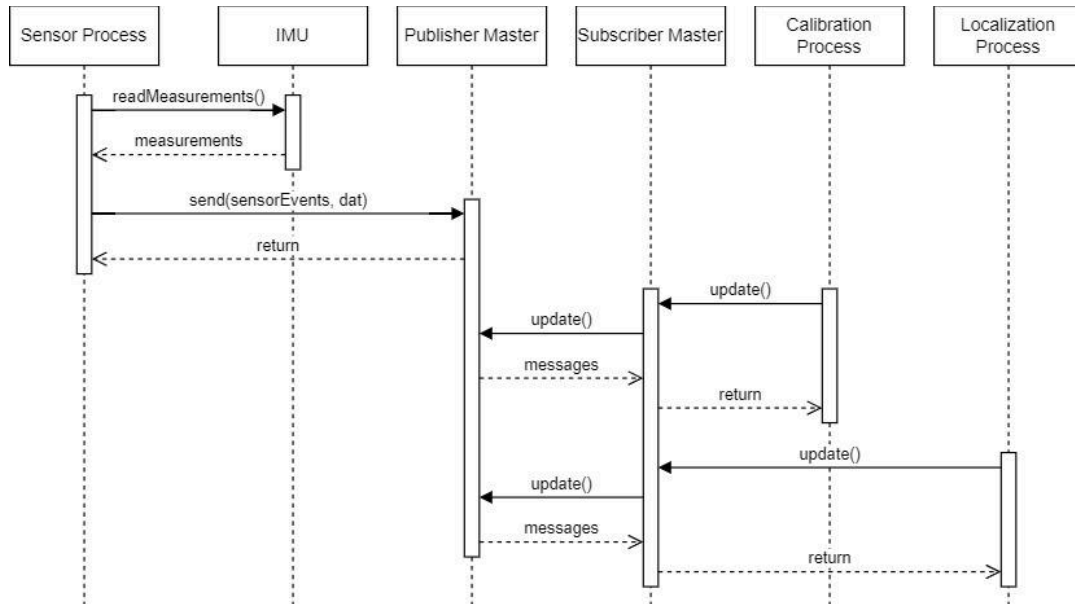 Sensor Process
IMU
Publisher Master
Subscriber Master
Calibration
Process
Localization
Process
readMeasurements()
measurements
send(sensorEvents, dat)
return
update()
update()
messages
return
update()
update()
messages
return